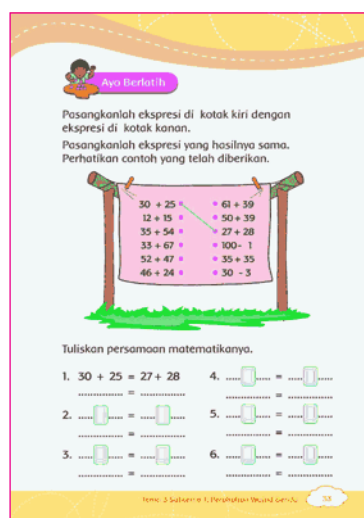 Ayo Berlatih
Pasangkanlah ekspresi di kotak kiri dengan
ekspresi di kotak kanan.
Pasangkanlah ekspresi yang hasilnya sama.
Perhatikan contoh yang telah diberikan.
30 + 25 61 + 39
12 + 15 50 + 39
35 + 54 27 + 28
33 + 67 100 - 1
52 + 47 35 + 35
46 + 24 30 - 3
Tuliskan persamaan matematikanya.
1. 30 + 25 = 27 + 28 4. ..... ..... = ..... .....
............... = ............... ............... = ...............
2. ..... ..... = ..... ..... 5. ..... ..... = ..... .....
............... = ............... ............... = ...............
3. ..... ..... = ..... ..... 6. ..... ..... = ..... .....
............... = ............... ............... = ...............